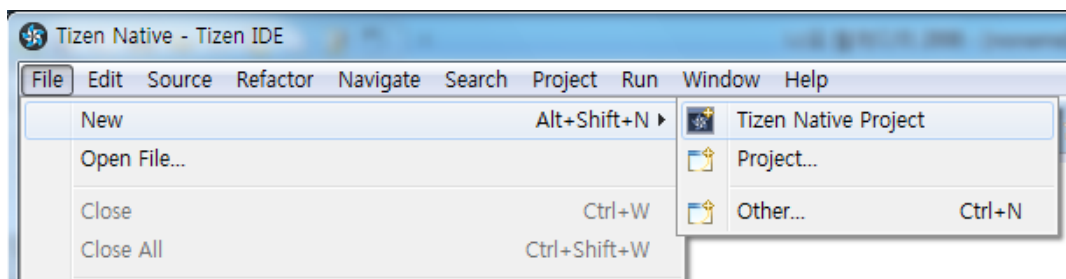 Tizen Native - Tizen IDE
File Edit Source Refactor Navigate Search Project Run Window Help
New Alt+Shift+N
Tizen Native Project
Open File...
Project...
Close Ctrl+W
Other... Ctrl+N
Close All Ctrl+Shift+W